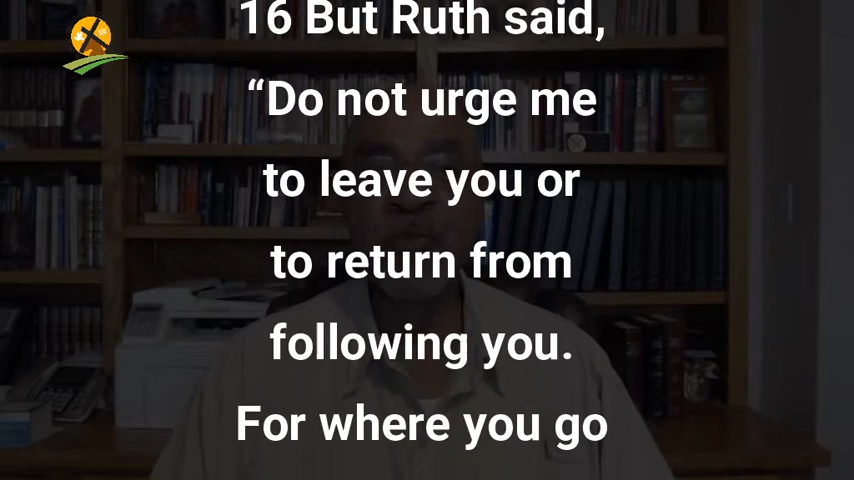 16 But Ruth said,
“Do not urge me
to leave you or
to return from
following you.
For where you go